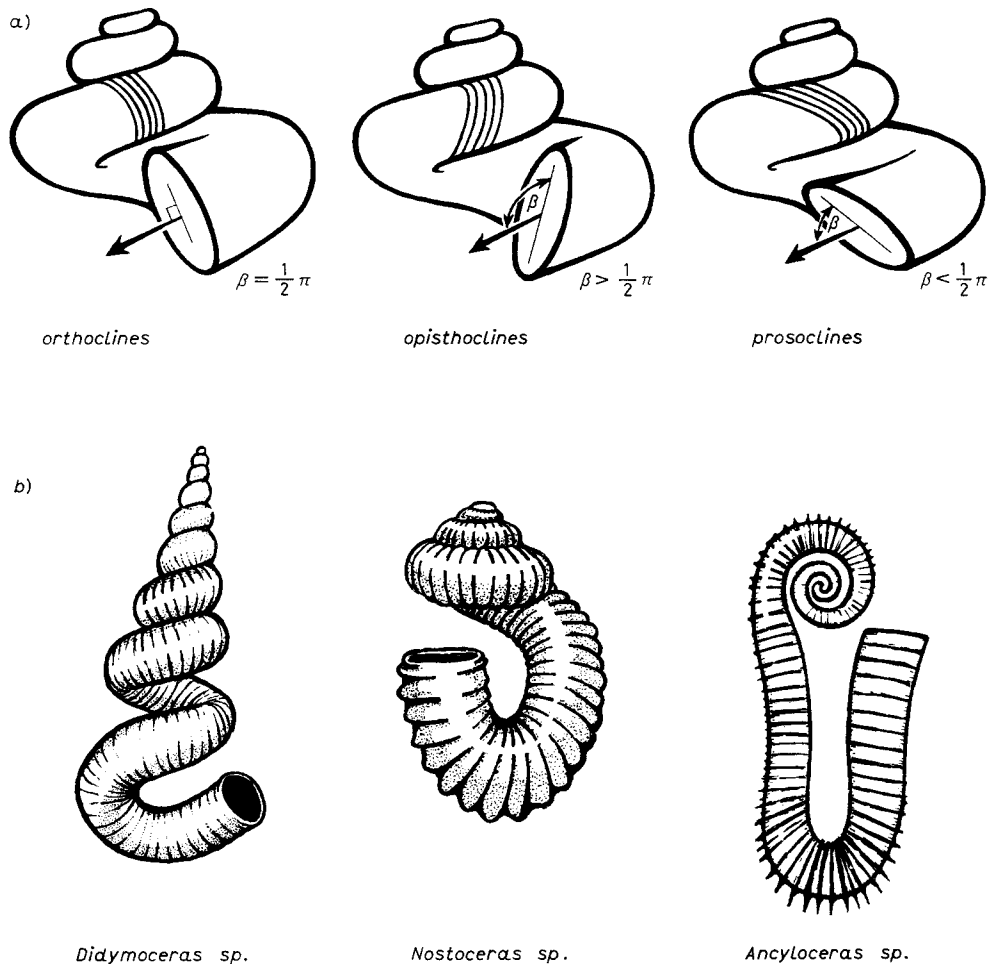 a)
β
β
β = 1/2 π
β > 1/2 π
β < 1/2 π
orthoclines
opisthoclines
prosoclines
b)
Didymoceras sp.
Nostoceras sp.
Ancyloceras sp.